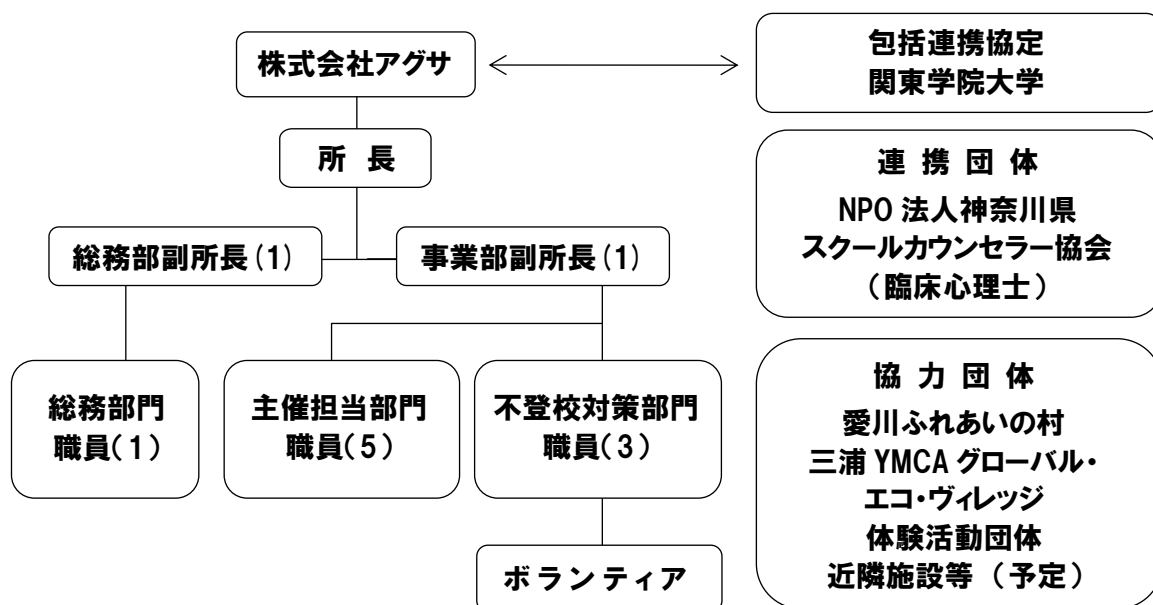 株式会社アグサ
包括連携協定
関東学院大学
所 長
連 携 団 体
NPO 法人神奈川県
スクールカウンセラー協会
（臨床心理士）
総務部副所長(1)
事業部副所長(1)
総務部門
職員(1)
主催担当部門
職員(5)
不登校対策部門
職員(3)
協 力 団 体
愛川ふれあいの村
三浦 YMCA グローバル・
エコ・ヴィレッジ
体験活動団体
近隣施設等 （予定）
ボランティア